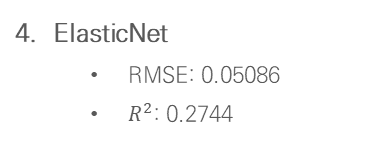 4. ElasticNet
• RMSE: 0.05086
• R²: 0.2744